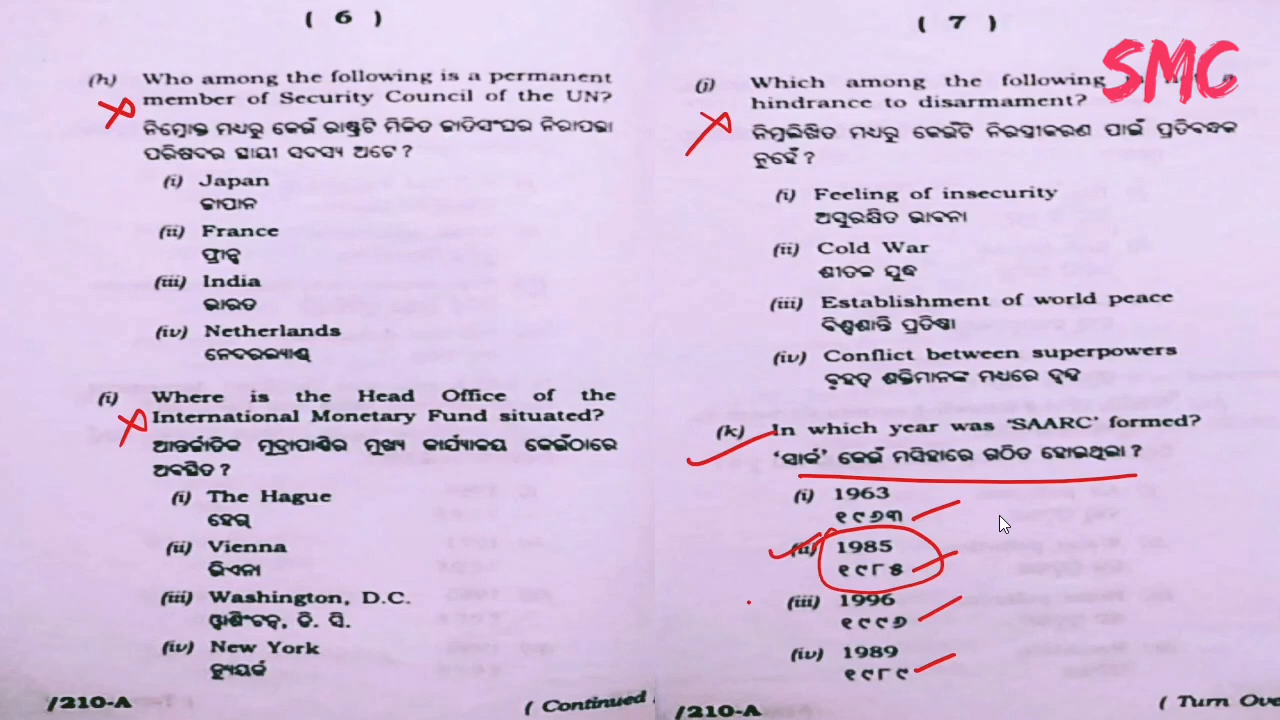 ( 6 )
(h) Who among the following is a permanent
member of Security Council of the UN?
ନିମ୍ନୋକ୍ତ ମଧ୍ୟରୁ କେଉଁ ରାଷ୍ଟ୍ରଟି ମିଳିତ ଜାତିସଂଘର ନିରାପତ୍ତା
ପରିଷଦର ସ୍ଥାୟୀ ସଦସ୍ୟ ଅଟେ ?
(i) Japan
ଜାପାନ
(ii) France
ଫ୍ରାନ୍ସ
(iii) India
ଭାରତ
(iv) Netherlands
ନେଦରଲ୍ୟାଣ୍ଡ
(i) Where is the Head Office of the
International Monetary Fund situated?
ଆନ୍ତର୍ଜାତିକ ମୁଦ୍ରାପାଣ୍ଠିର ମୁଖ୍ୟ କାର୍ଯ୍ୟାଳୟ କେଉଁଠାରେ
ଅବସ୍ଥିତ ?
(i) The Hague
ହେଗ୍
(ii) Vienna
ଭିଏନା
(iii) Washington, D.C.
ୱାଶିଂଟନ୍, ଡି. ସି.
(iv) New York
ନ୍ୟୁୟର୍କ
/210-A
( Continued
( 7 )
SMC
(j) Which among the following
hindrance to disarmament?
ନିମ୍ନଲିଖିତ ମଧ୍ୟରୁ କେଉଁଟି ନିରସ୍ତ୍ରୀକରଣ ପାଇଁ ପ୍ରତିବନ୍ଧକ
ନୁହେଁ ?
(i) Feeling of insecurity
ଅସୁରକ୍ଷିତ ଭାବନା
(ii) Cold War
ଶୀତଳ ଯୁଦ୍ଧ
(iii) Establishment of world peace
ବିଶ୍ୱଶାନ୍ତି ପ୍ରତିଷ୍ଠା
(iv) Conflict between superpowers
ବୃହତ୍ ଶକ୍ତିମାନଙ୍କ ମଧ୍ୟରେ ଦ୍ୱନ୍ଦ୍ୱ
(k) In which year was 'SAARC' formed?
'ସାର୍କ' କେଉଁ ମସିହାରେ ଗଠିତ ହୋଇଥିଲା ?
(i) 1963
୧୯୬୩
(ii) 1985
୧୯୮୫
(iii) 1996
୧୯୯୬
(iv) 1989
୧୯୮୯
/210-A
( Turn Ove